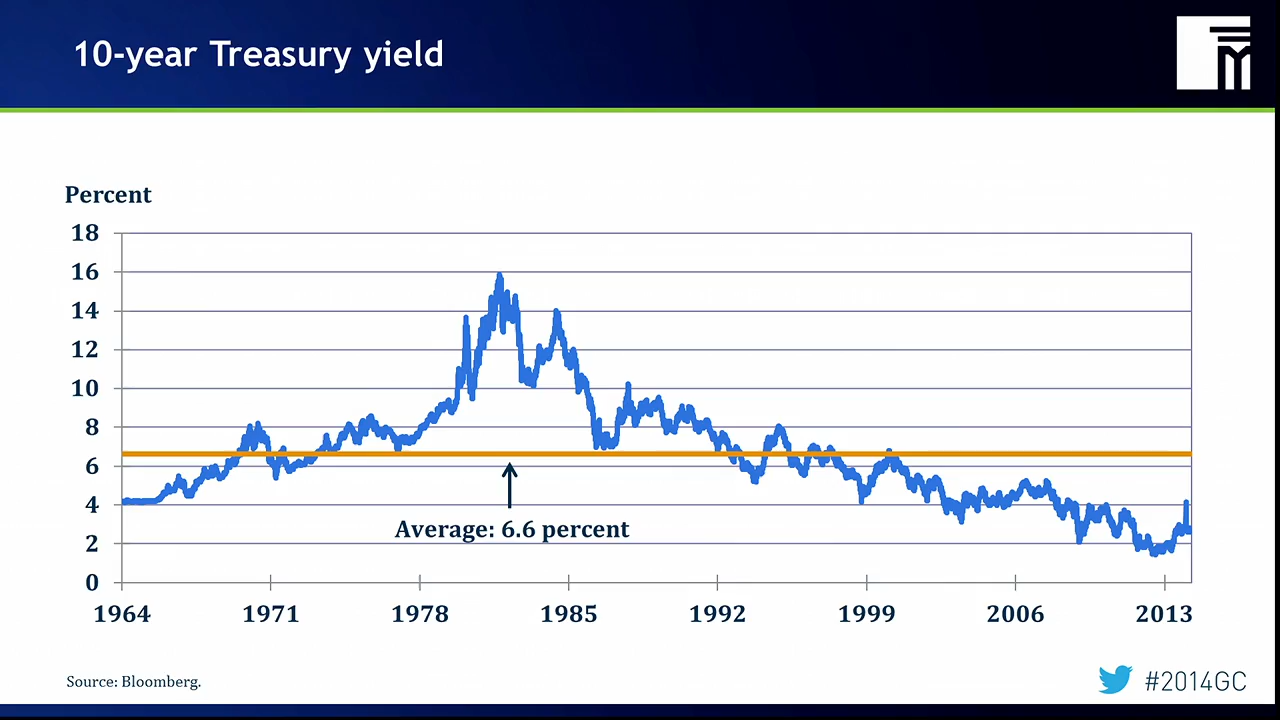 10-year Treasury yield
Percent
18
16
14
12
10
8
6
4
2
0
Average: 6.6 percent
1964 1971 1978 1985 1992 1999 2006 2013
Source: Bloomberg.
#2014GC